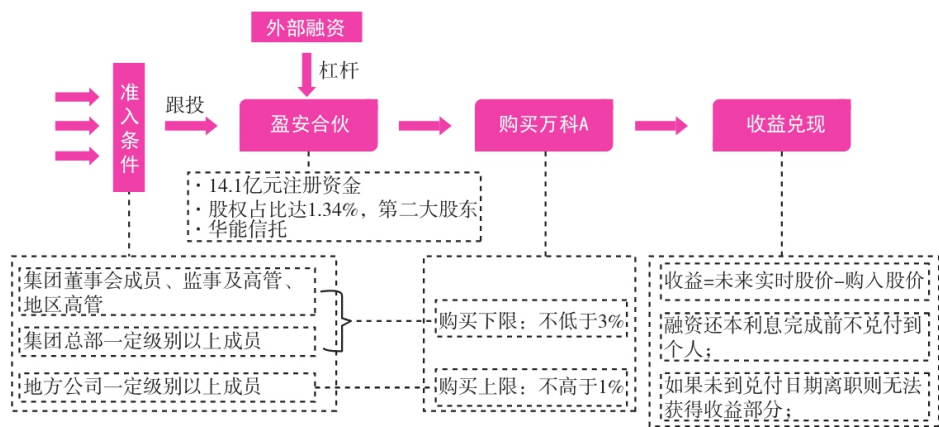 外部融资
杠杆
准入条件
跟投
盈安合伙
购买万科A
收益兑现
· 14.1亿元注册资金
· 股权占比达1.34%，第二大股东
· 华能信托
集团董事会成员、监事及高管、
地区高管
集团总部一定级别以上成员
地方公司一定级别以上成员
购买下限：不低于3%
购买上限：不高于1%
收益=未来实时股价-购入股价
融资还本利息完成前不兑付到
个人；
如果未到兑付日期离职则无法
获得收益部分；